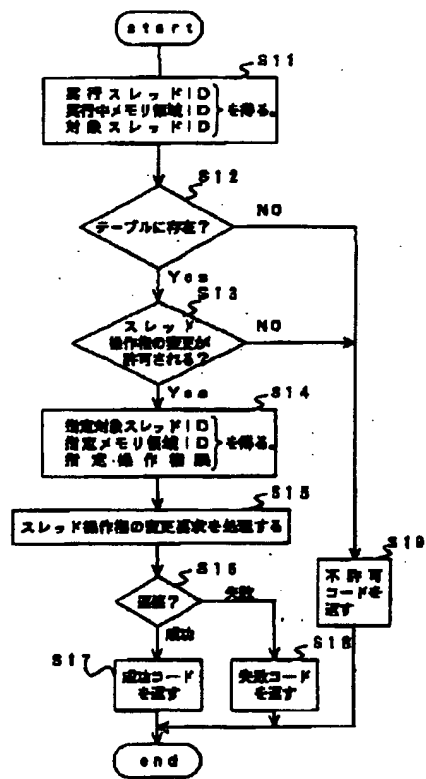 start
S11
実行スレッドID
実行中メモリ領域ID
対象スレッドID
を得る。
S12
テーブルに存在？
NO
Yes
S13
スレッド
操作権の変更が
許可される？
NO
Yes
S14
指定対象スレッドID
指定メモリ領域ID
指定操作権限
を得る。
S15
スレッド操作権の変更要求を処理する
S16
失敗
成功
S17
成功コード
を返す
S18
失敗コード
を返す
S19
不許可
コードを
返す
end